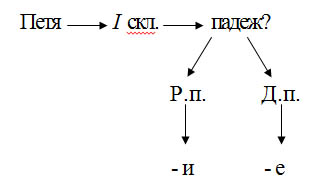 Петя I скл. падеж?
Р.п. Д.п.
- и - е